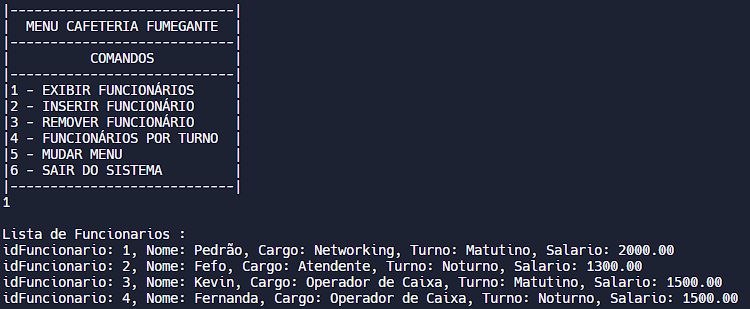 |----------------------------|
|  MENU CAFETERIA FUMEGANTE  |
|----------------------------|
|          COMANDOS          |
|----------------------------|
|1 - EXIBIR FUNCIONÁRIOS     |
|2 - INSERIR FUNCIONÁRIO     |
|3 - REMOVER FUNCIONÁRIO     |
|4 - FUNCIONÁRIOS POR TURNO  |
|5 - MUDAR MENU              |
|6 - SAIR DO SISTEMA         |
|----------------------------|
1
Lista de Funcionarios :
idFuncionario: 1, Nome: Pedrão, Cargo: Networking, Turno: Matutino, Salario: 2000.00
idFuncionario: 2, Nome: Fefo, Cargo: Atendente, Turno: Noturno, Salario: 1300.00
idFuncionario: 3, Nome: Kevin, Cargo: Operador de Caixa, Turno: Matutino, Salario: 1500.00
idFuncionario: 4, Nome: Fernanda, Cargo: Operador de Caixa, Turno: Noturno, Salario: 1500.00